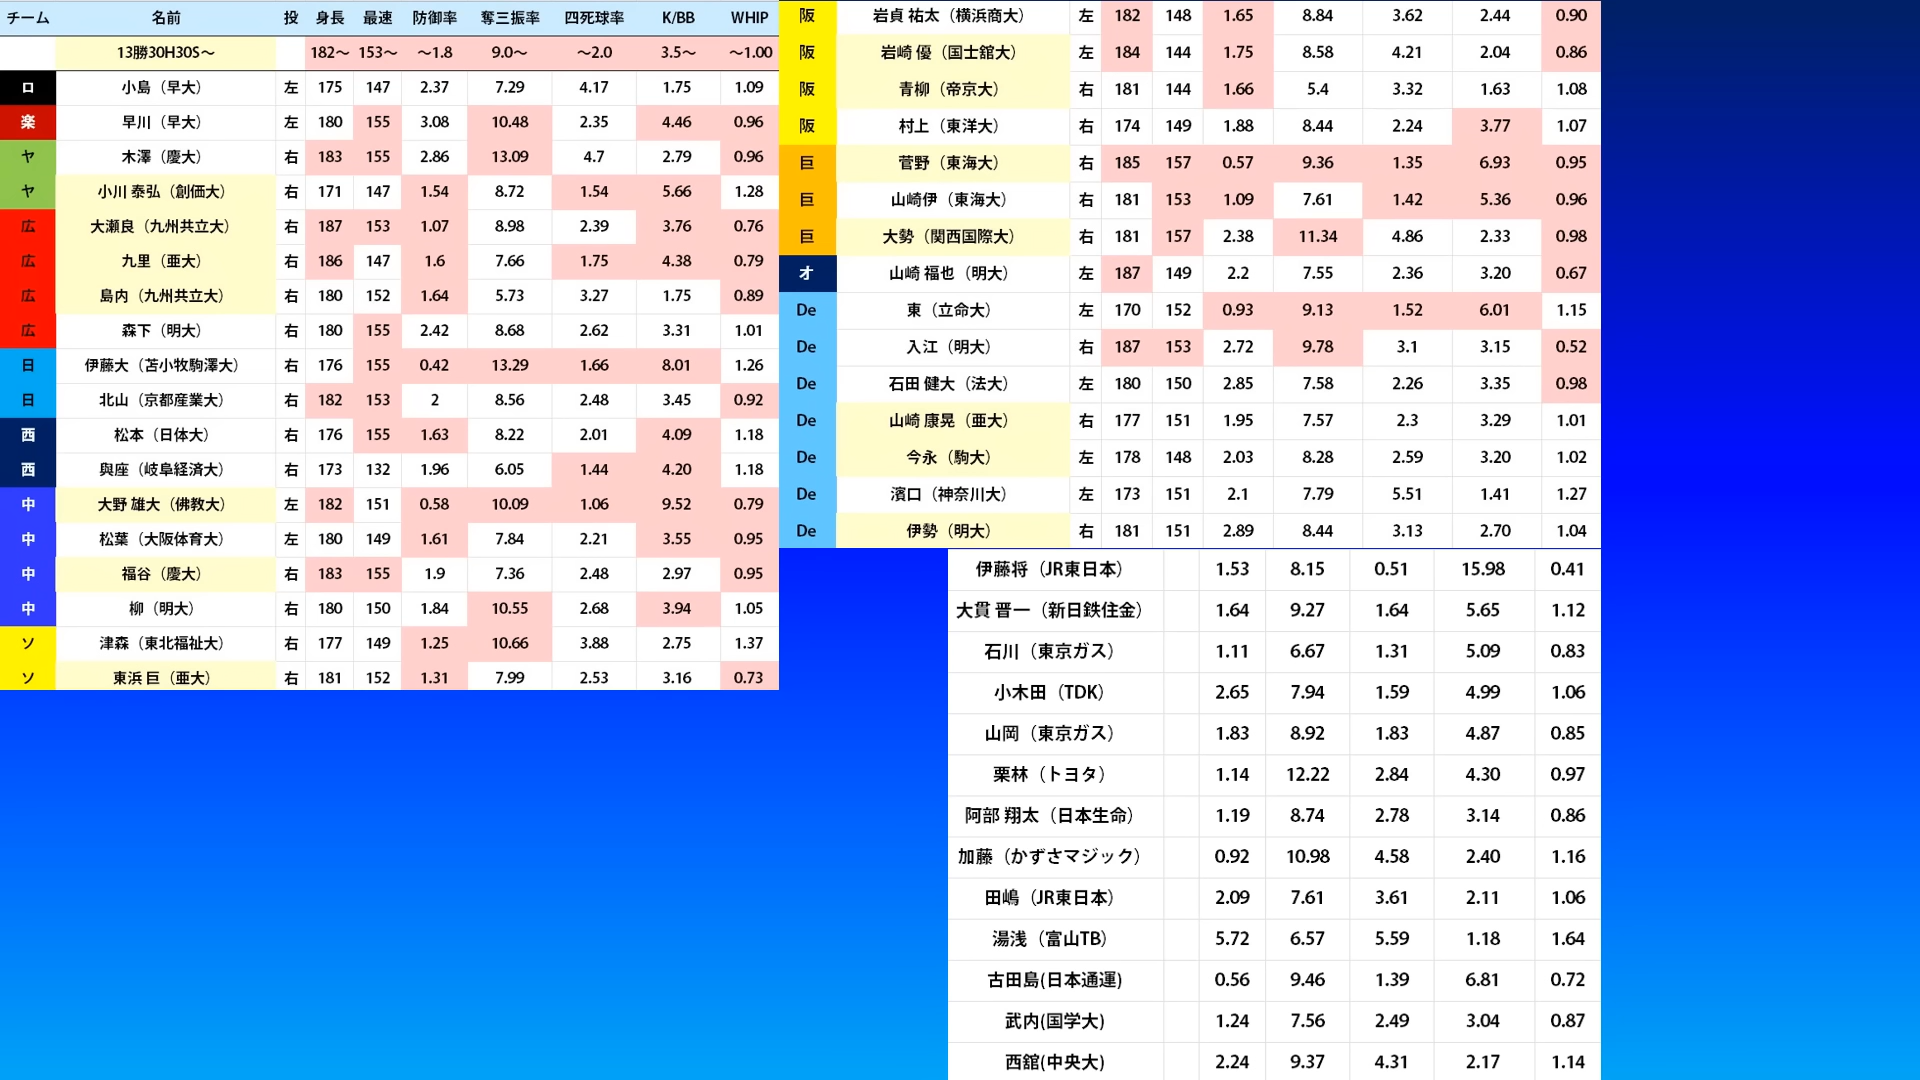 チーム 名前 投 身長 最速 防御率 奪三振率 四死球率 K/BB WHIP
13勝30H30S～ 182～ 153～ ～1.8 9.0～ ～2.0 3.5～ ～1.00
ロ 小島（早大） 左 175 147 2.37 7.29 4.17 1.75 1.09
楽 早川（早大） 左 180 155 3.08 10.48 2.35 4.46 0.96
ヤ 木澤（慶大） 右 183 155 2.86 13.09 4.7 2.79 0.96
ヤ 小川 泰弘（創価大） 右 171 147 1.54 8.72 1.54 5.66 1.28
広 大瀬良（九州共立大） 右 187 153 1.07 8.98 2.39 3.76 0.76
広 九里（亜大） 右 186 147 1.6 7.66 1.75 4.38 0.79
広 島内（九州共立大） 右 180 152 1.64 5.73 3.27 1.75 0.89
広 森下（明大） 右 180 155 2.42 8.68 2.62 3.31 1.01
日 伊藤大（苫小牧駒澤大） 右 176 155 0.42 13.29 1.66 8.01 1.26
日 北山（京都産業大） 右 182 153 2 8.56 2.48 3.45 0.92
西 松本（日体大） 右 176 155 1.63 8.22 2.01 4.09 1.18
西 與座（岐阜経済大） 右 173 132 1.96 6.05 1.44 4.20 1.18
中 大野 雄大（佛教大） 左 182 151 0.58 10.09 1.06 9.52 0.79
中 松葉（大阪体育大） 左 180 149 1.61 7.84 2.21 3.55 0.95
中 福谷（慶大） 右 183 155 1.9 7.36 2.48 2.97 0.95
中 柳（明大） 右 180 150 1.84 10.55 2.68 3.94 1.05
ソ 津森（東北福祉大） 右 177 149 1.25 10.66 3.88 2.75 1.37
ソ 東浜 巨（亜大） 右 181 152 1.31 7.99 2.53 3.16 0.73
阪 岩貞 祐太（横浜商大） 左 182 148 1.65 8.84 3.62 2.44 0.90
阪 岩崎 優（国士舘大） 左 184 144 1.75 8.58 4.21 2.04 0.86
阪 青柳（帝京大） 右 181 144 1.66 5.4 3.32 1.63 1.08
阪 村上（東洋大） 右 174 149 1.88 8.44 2.24 3.77 1.07
巨 菅野（東海大） 右 185 157 0.57 9.36 1.35 6.93 0.95
巨 山崎伊（東海大） 右 181 153 1.09 7.61 1.42 5.36 0.96
巨 大勢（関西国際大） 右 181 157 2.38 11.34 4.86 2.33 0.98
オ 山崎 福也（明大） 左 187 149 2.2 7.55 2.36 3.20 0.67
De 東（立命大） 左 170 152 0.93 9.13 1.52 6.01 1.15
De 入江（明大） 右 187 153 2.72 9.78 3.1 3.15 0.52
De 石田 健大（法大） 左 180 150 2.85 7.58 2.26 3.35 0.98
De 山崎 康晃（亜大） 右 177 151 1.95 7.57 2.3 3.29 1.01
De 今永（駒大） 左 178 148 2.03 8.28 2.59 3.20 1.02
De 濱口（神奈川大） 左 173 151 2.1 7.79 5.51 1.41 1.27
De 伊勢（明大） 右 181 151 2.89 8.44 3.13 2.70 1.04
伊藤将（JR東日本） 1.53 8.15 0.51 15.98 0.41
大貫 晋一（新日鉄住金） 1.64 9.27 1.64 5.65 1.12
石川（東京ガス） 1.11 6.67 1.31 5.09 0.83
小木田（TDK） 2.65 7.94 1.59 4.99 1.06
山岡（東京ガス） 1.83 8.92 1.83 4.87 0.85
栗林（トヨタ） 1.14 12.22 2.84 4.30 0.97
阿部 翔太（日本生命） 1.19 8.74 2.78 3.14 0.86
加藤（かずさマジック） 0.92 10.98 4.58 2.40 1.16
田嶋（JR東日本） 2.09 7.61 3.61 2.11 1.06
湯浅（富山TB） 5.72 6.57 5.59 1.18 1.64
古田島(日本通運) 0.56 9.46 1.39 6.81 0.72
武内(国学大) 1.24 7.56 2.49 3.04 0.87
西舘(中央大) 2.24 9.37 4.31 2.17 1.14